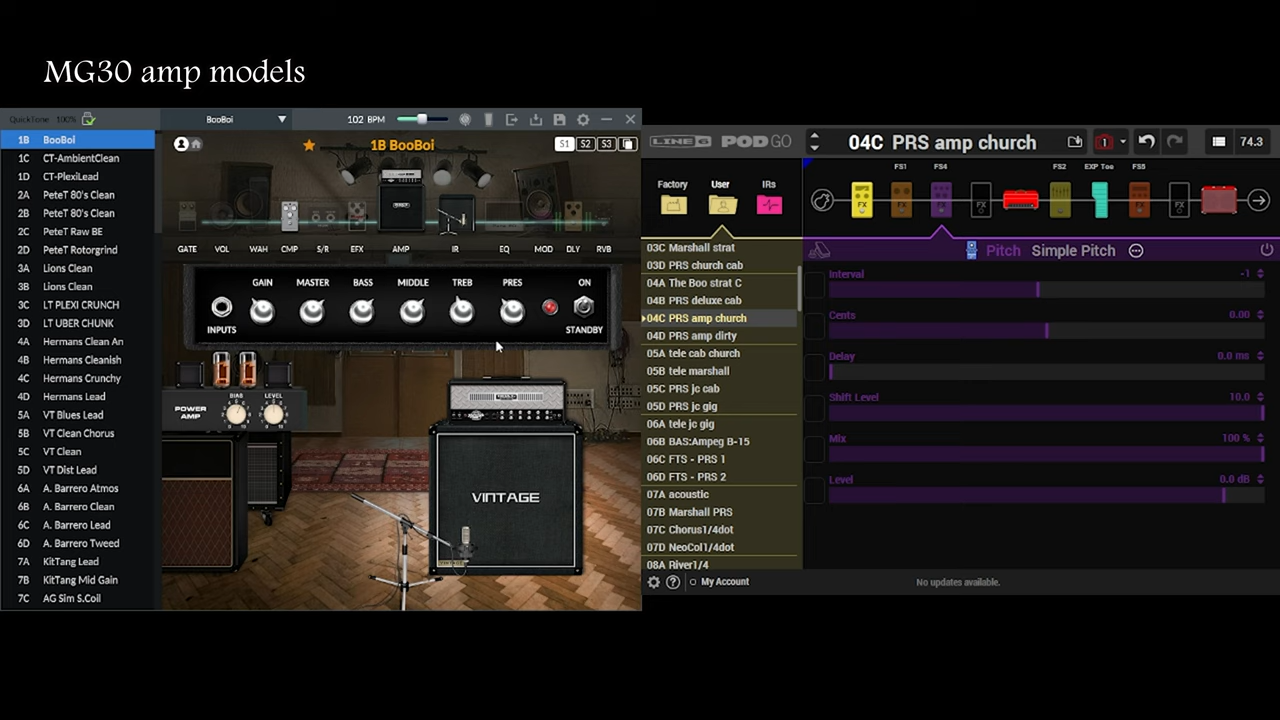 MG30 amp models
QuickTone 100%
BooBoi
102 BPM
1B BooBoi
1C CT-AmbientClean
1D CT-PlexiLead
2A PeteT 80's Clean
2B PeteT 80's Clean
2C PeteT Raw BE
2D PeteT Rotorgrind
3A Lions Clean
3B Lions Clean
3C LT PLEXI CRUNCH
3D LT UBER CHUNK
4A Hermans Clean An
4B Hermans Cleanish
4C Hermans Crunchy
4D Hermans Lead
5A VT Blues Lead
5B VT Clean Chorus
5C VT Clean
5D VT Dist Lead
6A A. Barrero Atmos
6B A. Barrero Clean
6C A. Barrero Lead
6D A. Barrero Tweed
7A KitTang Lead
7B KitTang Mid Gain
7C AG Sim S.Coil
1B BooBoi
S1 S2 S3
GATE VOL WAH CMP S/R EFX AMP IR EQ MOD DLY RVB
GAIN MASTER BASS MIDDLE TREB PRES ON
INPUTS STANDBY
BIAS LEVEL
POWER
AMP
VINTAGE
LINE 6 POD GO
04C PRS amp church
1
74.3
Factory User IRs
FS1 FS4 FS2 EXP Toe FS5
FX FX FX FX FX FX FX
03C Marshall strat
03D PRS church cab
04A The Boo strat C
04B PRS deluxe cab
04C PRS amp church
04D PRS amp dirty
05A tele cab church
05B tele marshall
05C PRS jc cab
05D PRS jc gig
06A tele jc gig
06B BAS:Ampeg B-15
06C FTS - PRS 1
06D FTS - PRS 2
07A acoustic
07B Marshall PRS
07C Chorus1/4dot
07D NeoCol1/4dot
08A River1/4
Pitch Simple Pitch
Interval -1
Cents 0.00
Delay 0.0 ms
Shift Level 10.0
Mix 100 %
Level 0.0 dB
? My Account
No updates available.